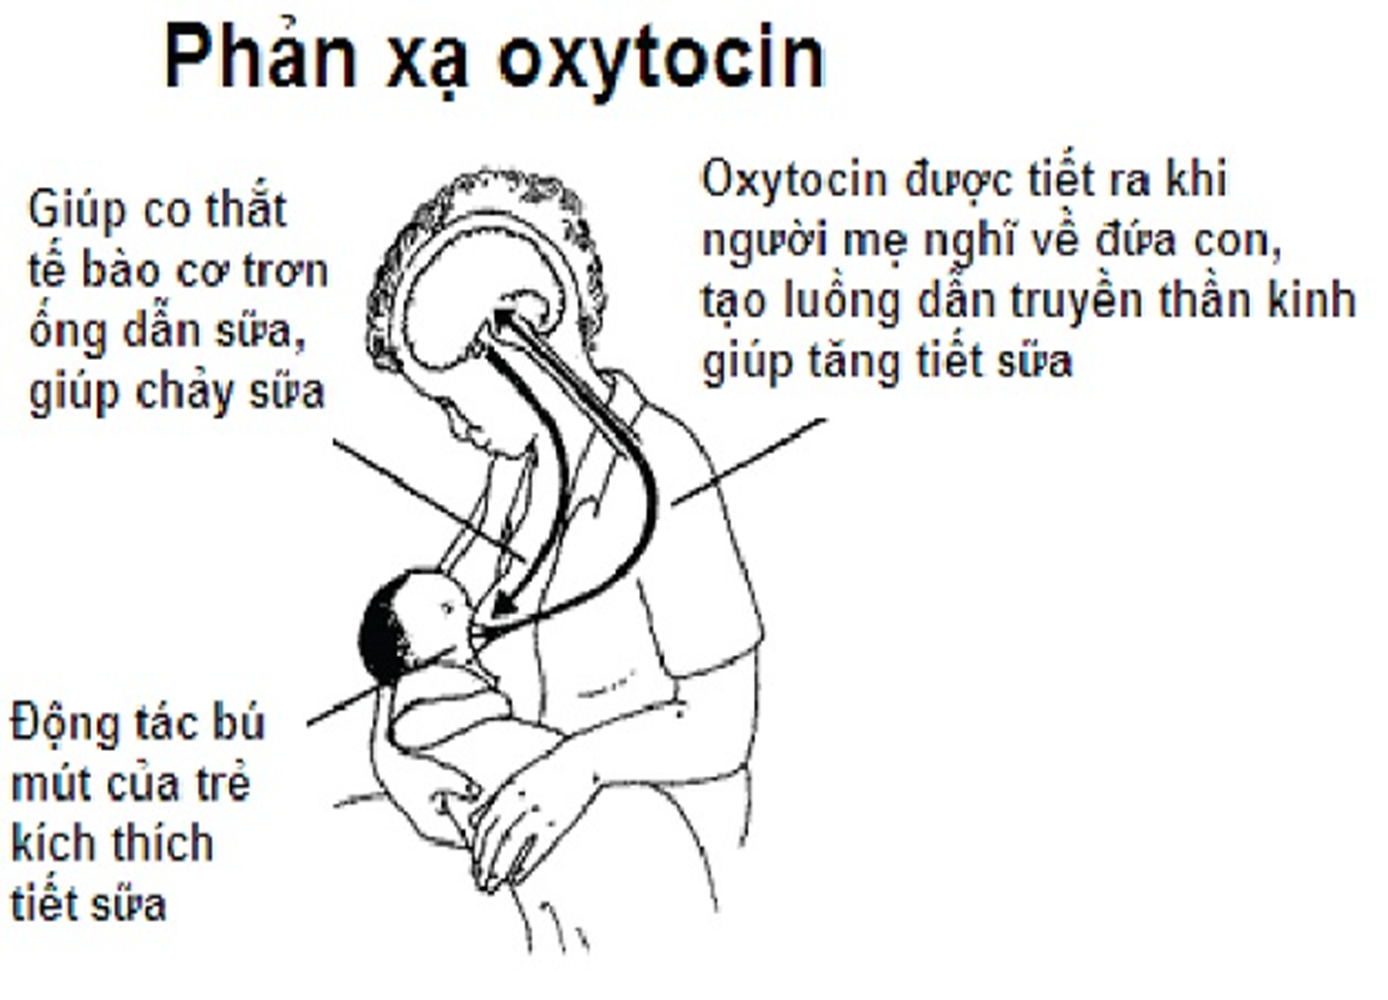 Phản xạ oxytocin
Giúp co thắt
tế bào cơ trơn
ống dẫn sữa,
giúp chảy sữa
Oxytocin được tiết ra khi
người mẹ nghĩ về đứa con,
tạo luồng dẫn truyền thần kinh
giúp tăng tiết sữa
Động tác bú
mút của trẻ
kích thích
tiết sữa